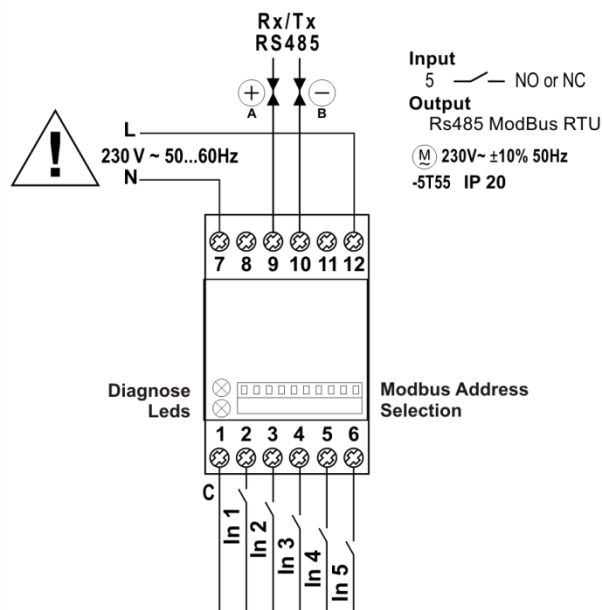 Rx/Tx
RS485
+ −
A B
Input
5 NO or NC
Output
Rs485 ModBus RTU
M ~ 230V~ ±10% 50Hz
-5T55 IP 20
!
L
230 V ~ 50...60Hz
N
7 8 9 10 11 12
Diagnose
Leds
Modbus Address
Selection
1 2 3 4 5 6
C
In 1
In 2
In 3
In 4
In 5